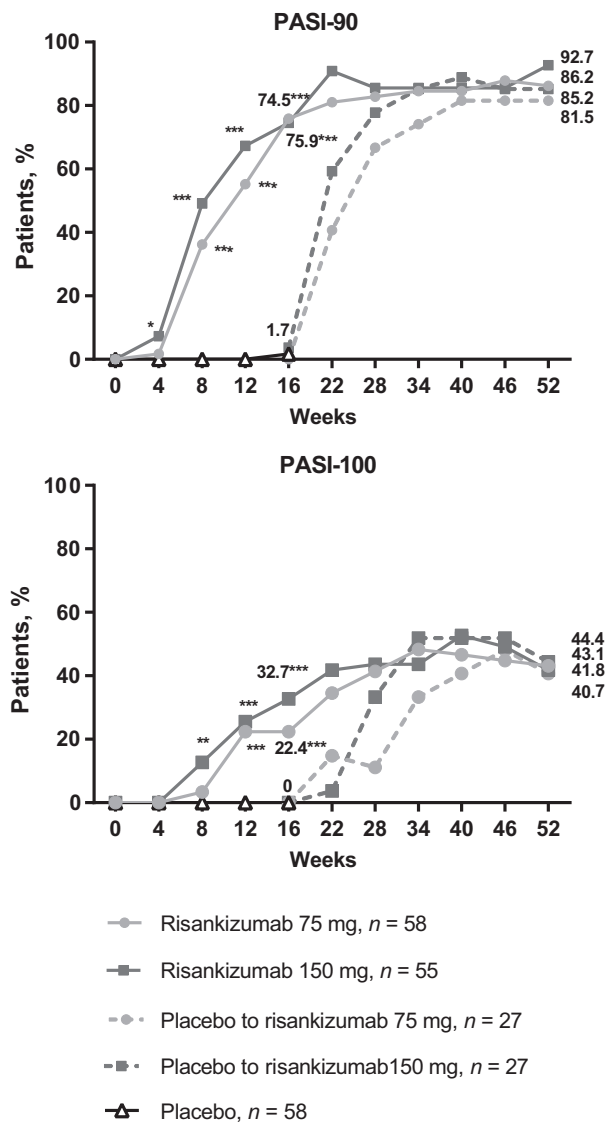 PASI-90
100
92.7
86.2
80
74.5***
85.2
***
75.9***
81.5
60
***
***
40
***
20
*
1.7
0
0 4 8 12 16 22 28 34 40 46 52
Weeks
Patients, %
PASI-100
100
80
60
44.4
43.1
40
32.7***
41.8
40.7
20
**
***
***
22.4***
0
0
0 4 8 12 16 22 28 34 40 46 52
Weeks
Patients, %
Risankizumab 75 mg, n = 58
Risankizumab 150 mg, n = 55
Placebo to risankizumab 75 mg, n = 27
Placebo to risankizumab150 mg, n = 27
Placebo, n = 58